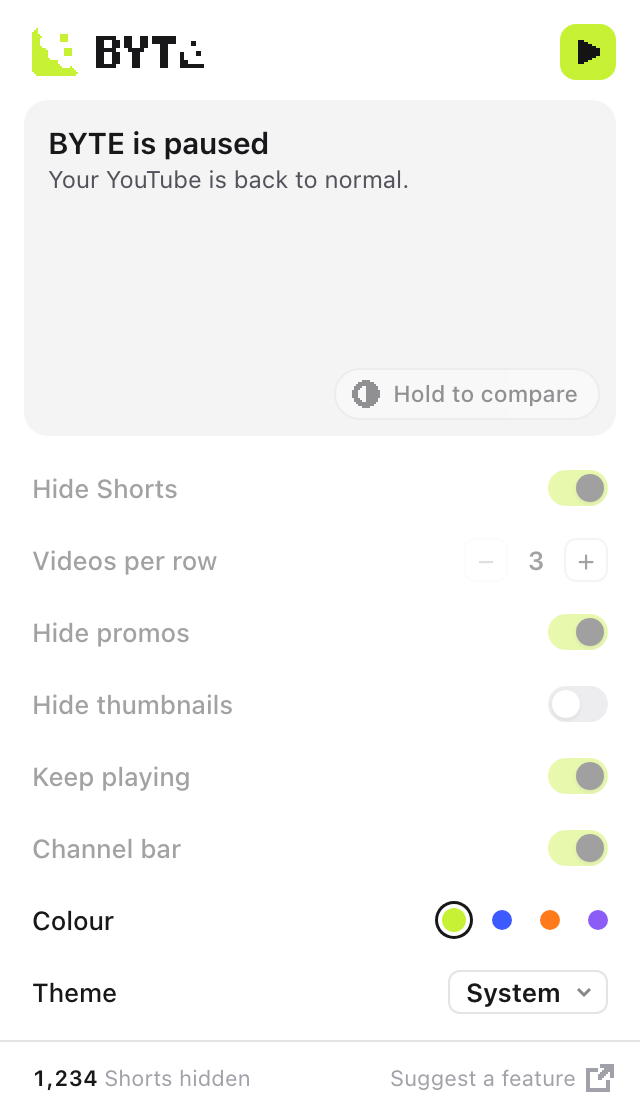 BYTE
BYTE is paused
Your YouTube is back to normal.
Hold to compare
Hide Shorts
Videos per row
− 3 +
Hide promos
Hide thumbnails
Keep playing
Channel bar
Colour
Theme
System
1,234 Shorts hidden
Suggest a feature